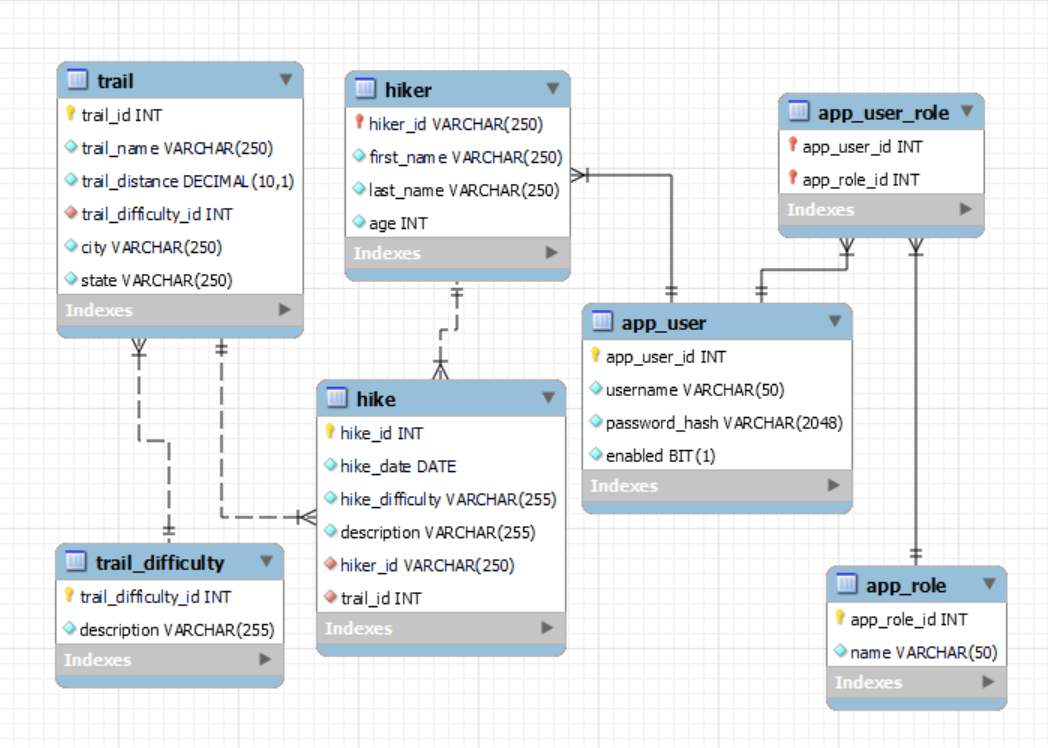 trail
trail_id INT
trail_name VARCHAR(250)
trail_distance DECIMAL(10,1)
trail_difficulty_id INT
city VARCHAR(250)
state VARCHAR(250)
Indexes
hiker
hiker_id VARCHAR(250)
first_name VARCHAR(250)
last_name VARCHAR(250)
age INT
Indexes
app_user_role
app_user_id INT
app_role_id INT
Indexes
app_user
app_user_id INT
username VARCHAR(50)
password_hash VARCHAR(2048)
enabled BIT(1)
Indexes
hike
hike_id INT
hike_date DATE
hike_difficulty VARCHAR(255)
description VARCHAR(255)
hiker_id VARCHAR(250)
trail_id INT
Indexes
trail_difficulty
trail_difficulty_id INT
description VARCHAR(255)
Indexes
app_role
app_role_id INT
name VARCHAR(50)
Indexes